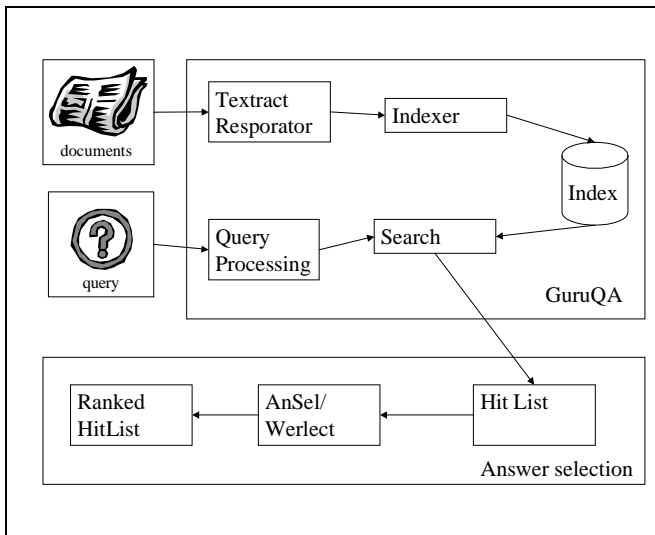 documents
Textract
Resporator
Indexer
Index
query
?
Query
Processing
Search
GuruQA
Ranked
HitList
AnSel/
Werlect
Hit List
Answer selection